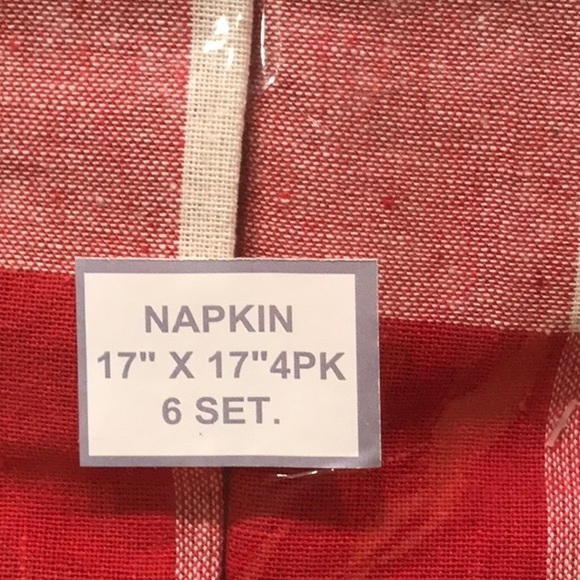 NAPKIN
17" X 17"4PK
6 SET.